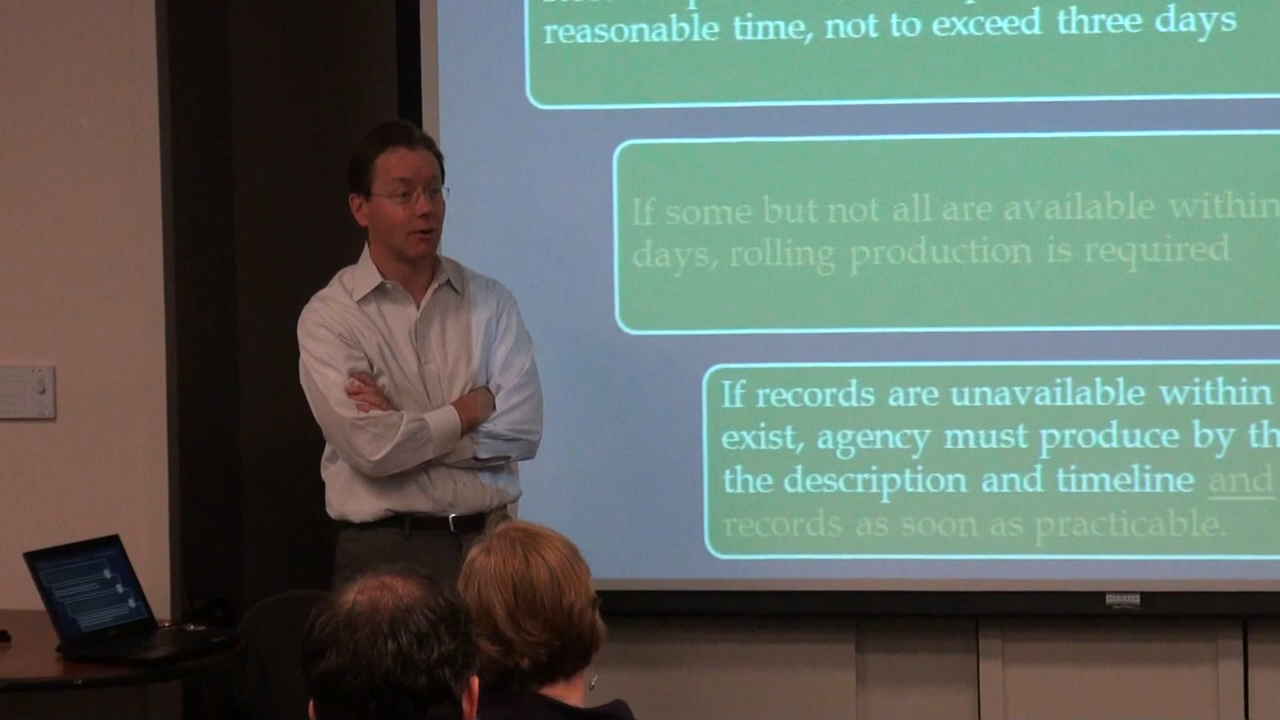 reasonable time, not to exceed three days
If some but not all are available within
days, rolling production is required
If records are unavailable within
exist, agency must produce by th
the description and timeline and
records as soon as practicable.